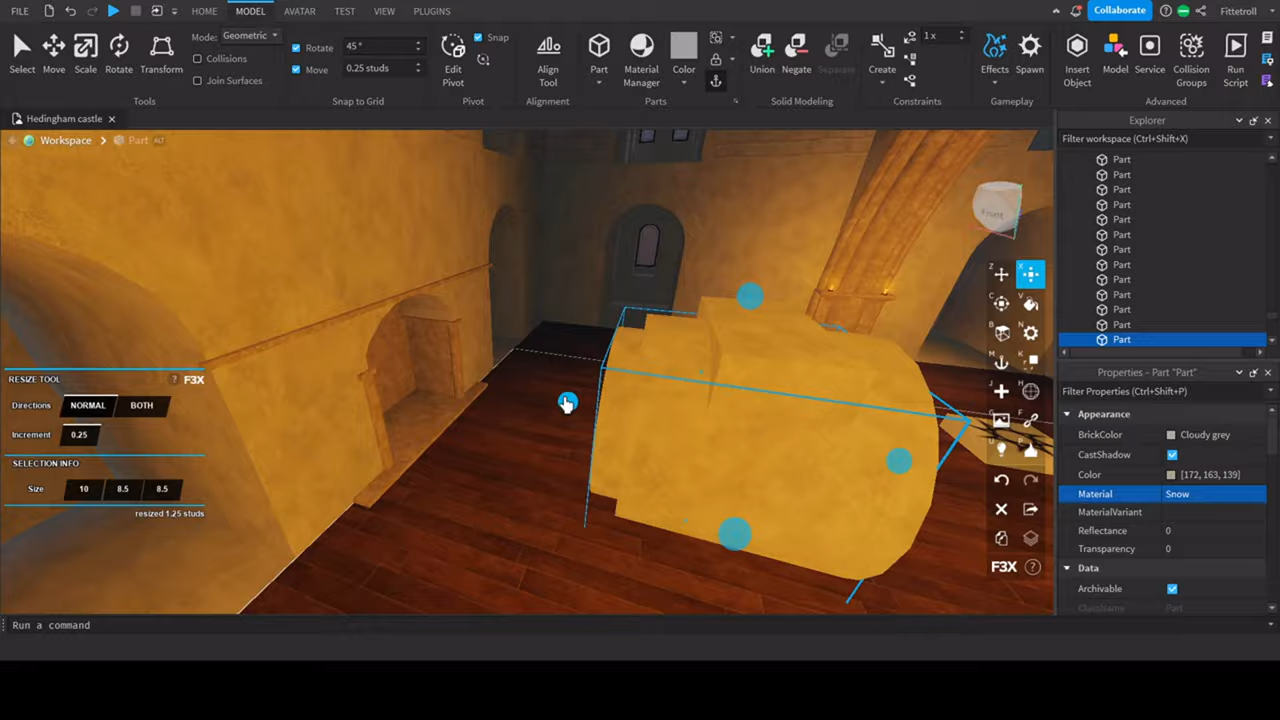 FILE HOME MODEL AVATAR TEST VIEW PLUGINS Collaborate Fittetroll
Select Move Scale Rotate Transform
Mode: Geometric
Collisions
Join Surfaces
Tools
Rotate 45°
Move 0.25 studs
Snap to Grid
Edit Pivot
Snap
Pivot
Align Tool
Alignment
Part Material Manager Color
Parts
Union Negate Separate
Solid Modeling
Create 1 x
Constraints
Effects Spawn
Gameplay
Insert Object Model Service Collision Groups Run Script
Advanced
Hedingham castle
Workspace Part ALT
Explorer
Filter workspace (Ctrl+Shift+X)
Part
Part
Part
Part
Part
Part
Part
Part
Part
Part
Part
Part
Part
Front
Z X
C V
B N
M K
J H
G F
U P
F3X
RESIZE TOOL F3X
Directions NORMAL BOTH
Increment 0.25
SELECTION INFO
Size 10 8.5 8.5
resized 1.25 studs
Properties - Part "Part"
Filter Properties (Ctrl+Shift+P)
Appearance
BrickColor Cloudy grey
CastShadow
Color [172, 163, 139]
Material Snow
MaterialVariant
Reflectance 0
Transparency 0
Data
Archivable
ClassName Part
Run a command